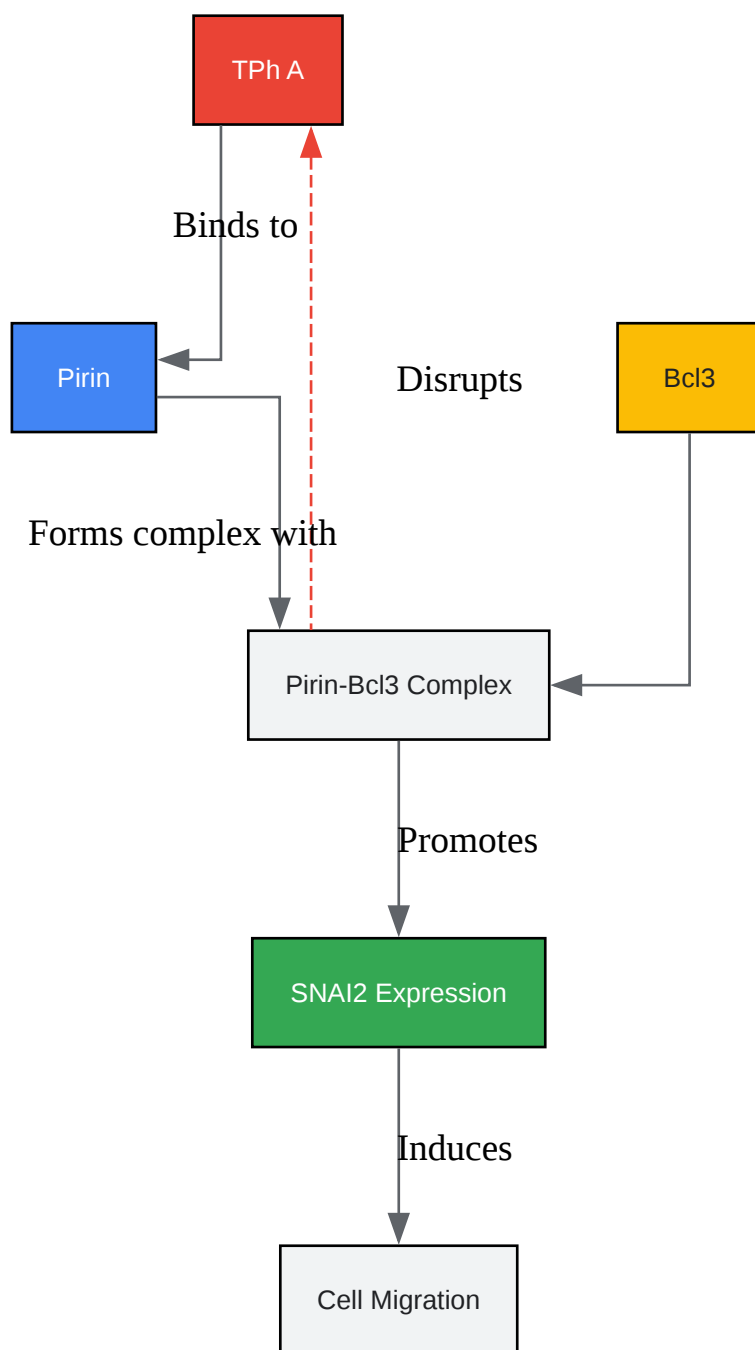 TPh A
Binds to
Pirin
Disrupts
Bcl3
Forms complex with
Pirin-Bcl3 Complex
Promotes
SNAI2 Expression
Induces
Cell Migration